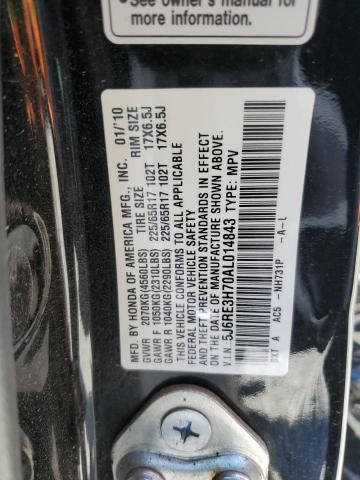 • See owner's manual for
more information.
MFD. BY HONDA OF AMERICA MFG., INC. 01/'10
TIRE SIZE RIM SIZE
GVWR 2070KG(4560LBS)
GAWR F 1050KG(2310LBS) 225/65R17 102T 17X6.5J
GAWR R 1040KG(2290LBS) 225/65R17 102T 17X6.5J
THIS VEHICLE CONFORMS TO ALL APPLICABLE
FEDERAL MOTOR VEHICLE SAFETY
AND THEFT PREVENTION STANDARDS IN EFFECT
ON THE DATE OF MANUFACTURE SHOWN ABOVE.
V.I.N. 5J6RE3H70AL014843 TYPE: MPV
EXT A AC5 -NH731P -A-L